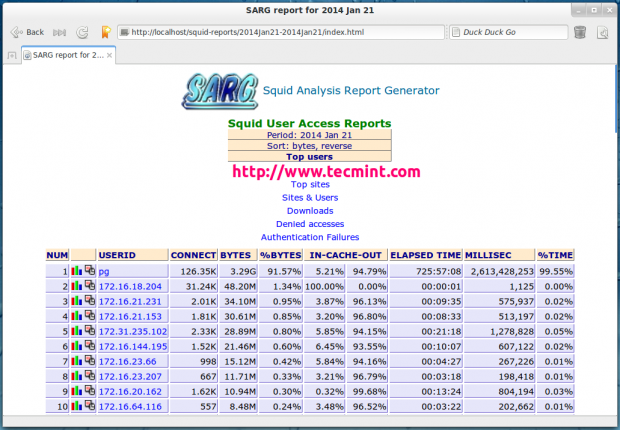 SARG report for 2014 Jan 21
Back
http://localhost/squid-reports/2014Jan21-2014Jan21/index.html
Duck Duck Go
SARG report for 2...
SARG Squid Analysis Report Generator
Squid User Access Reports
Period: 2014 Jan 21
Sort: bytes, reverse
Top users
http://www.tecmint.com
Top sites
Sites & Users
Downloads
Denied accesses
Authentication Failures
NUM USERID CONNECT BYTES %BYTES IN-CACHE-OUT ELAPSED TIME MILLISEC %TIME
1 pg 126.35K 3.29G 91.57% 5.21% 94.79% 725:57:08 2,613,428,253 99.55%
2 172.16.18.204 31.24K 48.20M 1.34% 100.00% 0.00% 00:00:01 1,125 0.00%
3 172.16.21.231 2.01K 34.10M 0.95% 3.87% 96.13% 00:09:35 575,937 0.02%
4 172.16.21.153 1.81K 30.61M 0.85% 3.20% 96.80% 00:08:33 513,197 0.02%
5 172.31.235.102 2.33K 28.89M 0.80% 5.85% 94.15% 00:21:18 1,278,828 0.05%
6 172.16.144.195 1.52K 21.46M 0.60% 6.45% 93.55% 00:10:07 607,122 0.02%
7 172.16.23.66 998 15.12M 0.42% 5.84% 94.16% 00:04:27 267,226 0.01%
8 172.16.23.207 667 11.71M 0.33% 3.21% 96.79% 00:03:18 198,418 0.01%
9 172.16.20.162 1.62K 10.94M 0.30% 0.32% 99.68% 00:13:24 804,194 0.03%
10 172.16.64.116 557 8.48M 0.24% 3.48% 96.52% 00:03:22 202,662 0.01%